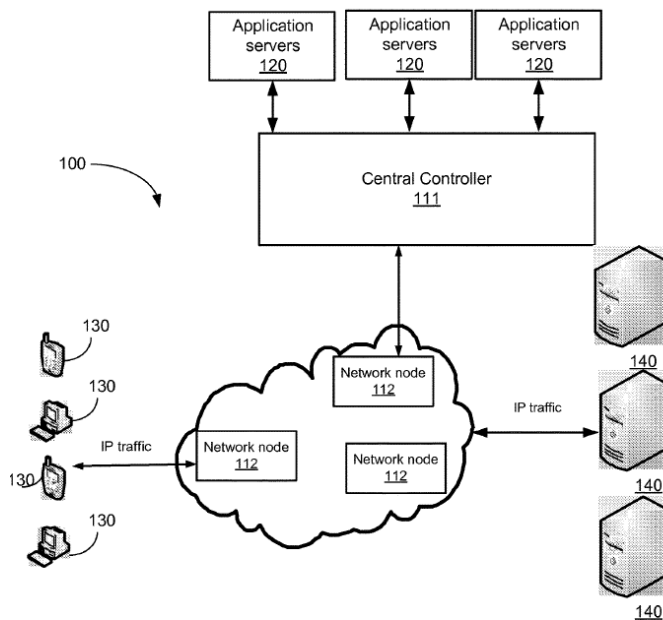 Application
servers
120
Application
servers
120
Application
servers
120
Central Controller
111
100
130
130
130
130
IP traffic
Network node
112
Network node
112
Network node
112
IP traffic
140
140
140